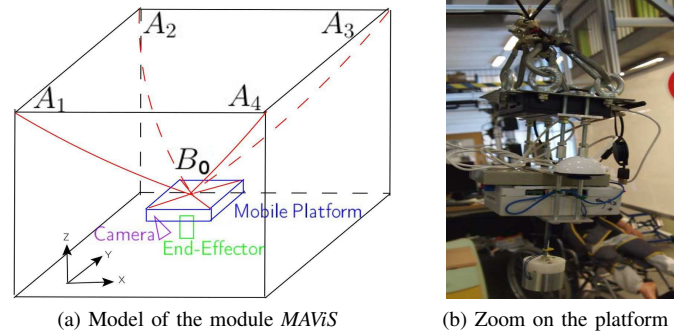 A₂
A₃
A₁
A₄
B₀
Mobile Platform
Camera
End-Effector
Z
Y
X
(a) Model of the module MAViS
(b) Zoom on the platform